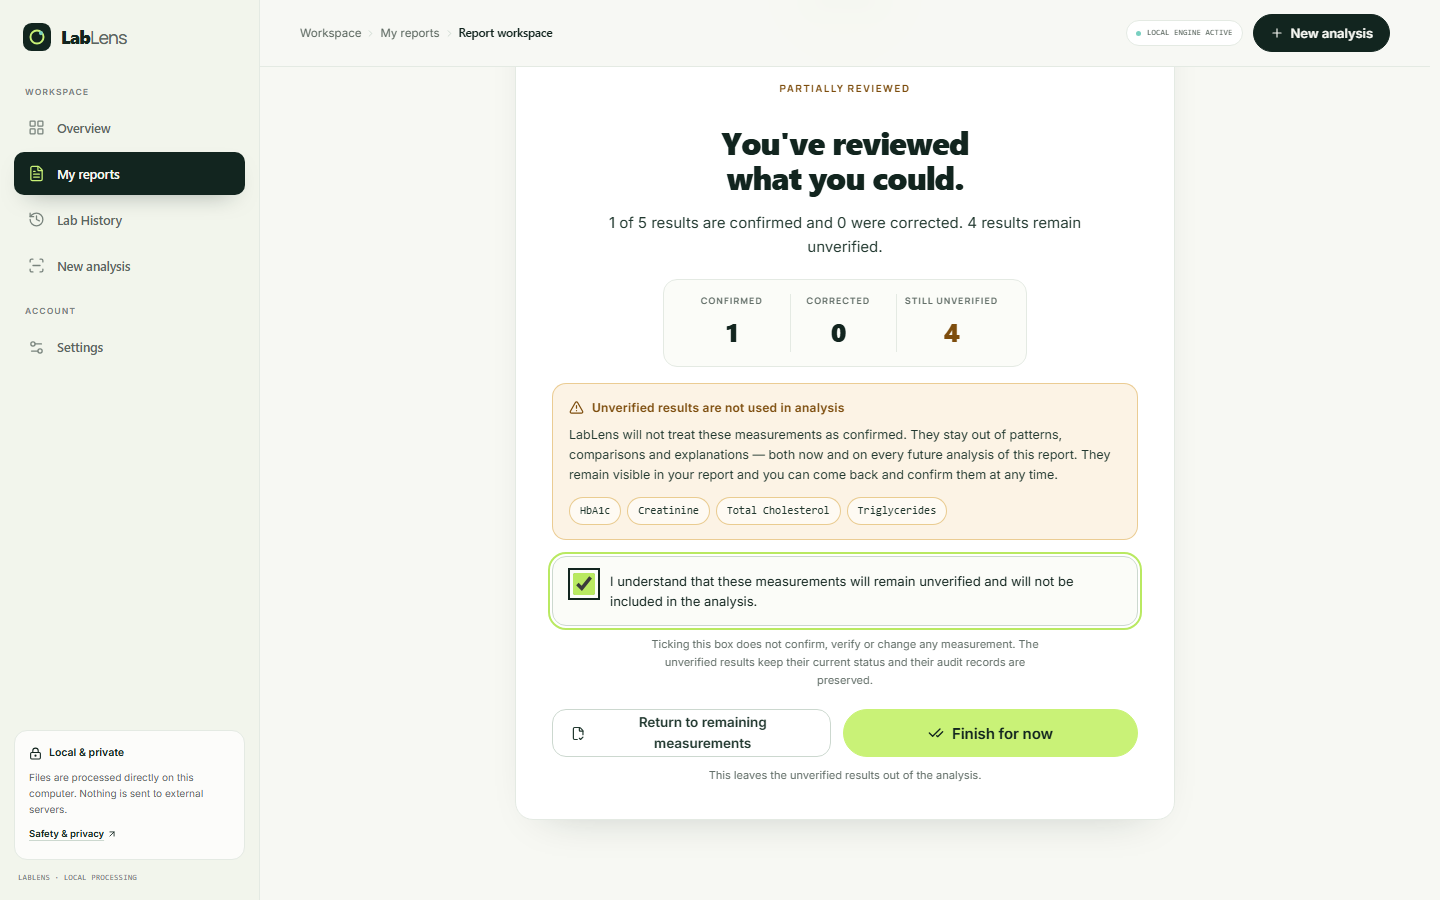 LabLens
WORKSPACE
Overview
My reports
Lab History
New analysis
ACCOUNT
Settings
Local & private
Files are processed directly on this
computer. Nothing is sent to external
servers.
Safety & privacy
LABLENS · LOCAL PROCESSING
Workspace
My reports
Report workspace
LOCAL ENGINE ACTIVE
New analysis
PARTIALLY REVIEWED
You've reviewed
what you could.
1 of 5 results are confirmed and 0 were corrected. 4 results remain
unverified.
CONFIRMED
1
CORRECTED
0
STILL UNVERIFIED
4
Unverified results are not used in analysis
LabLens will not treat these measurements as confirmed. They stay out of patterns,
comparisons and explanations — both now and on every future analysis of this report. They
remain visible in your report and you can come back and confirm them at any time.
HbA1c
Creatinine
Total Cholesterol
Triglycerides
I understand that these measurements will remain unverified and will not be
included in the analysis.
Ticking this box does not confirm, verify or change any measurement. The
unverified results keep their current status and their audit records are
preserved.
Return to remaining
measurements
Finish for now
This leaves the unverified results out of the analysis.